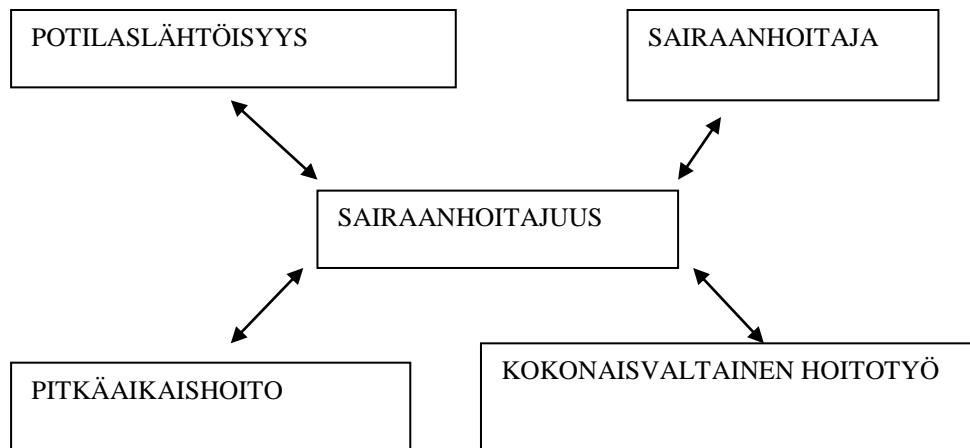 POTILASLÄHTÖISYYS
SAIRAANHOITAJA
SAIRAANHOITAJUUS
PITKÄAIKAISHOITO
KOKONAISVALTAINEN HOITOTYÖ